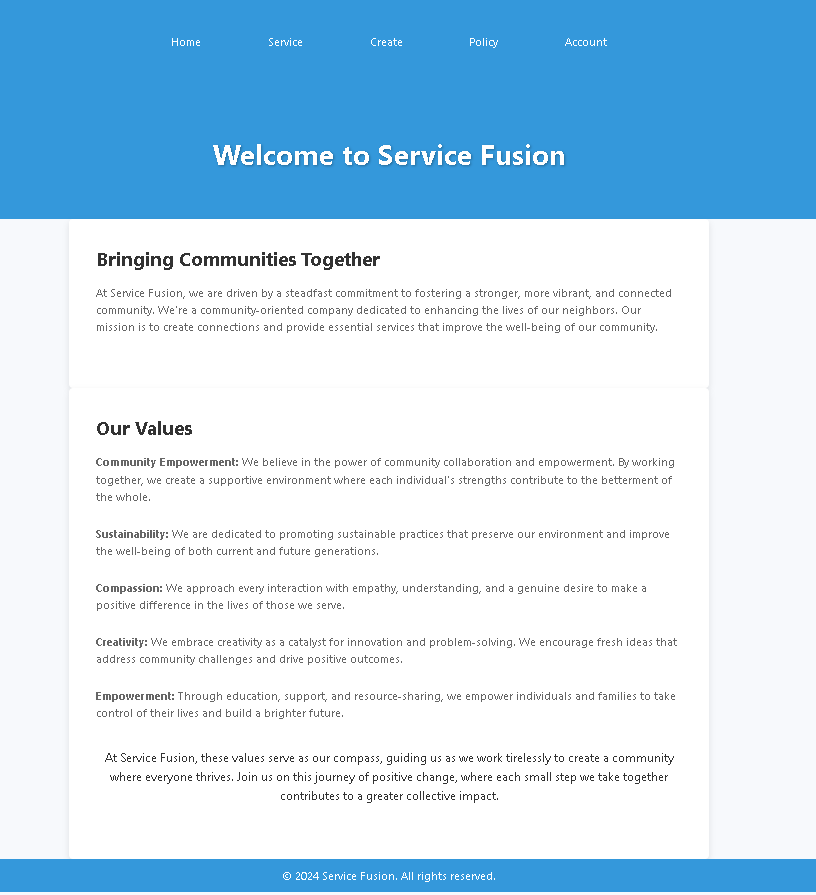 Home Service Create Policy Account
Welcome to Service Fusion
Bringing Communities Together
At Service Fusion, we are driven by a steadfast commitment to fostering a stronger, more vibrant, and connected
community. We're a community-oriented company dedicated to enhancing the lives of our neighbors. Our
mission is to create connections and provide essential services that improve the well-being of our community.
Our Values
Community Empowerment: We believe in the power of community collaboration and empowerment. By working
together, we create a supportive environment where each individual's strengths contribute to the betterment of
the whole.
Sustainability: We are dedicated to promoting sustainable practices that preserve our environment and improve
the well-being of both current and future generations.
Compassion: We approach every interaction with empathy, understanding, and a genuine desire to make a
positive difference in the lives of those we serve.
Creativity: We embrace creativity as a catalyst for innovation and problem-solving. We encourage fresh ideas that
address community challenges and drive positive outcomes.
Empowerment: Through education, support, and resource-sharing, we empower individuals and families to take
control of their lives and build a brighter future.
At Service Fusion, these values serve as our compass, guiding us as we work tirelessly to create a community
where everyone thrives. Join us on this journey of positive change, where each small step we take together
contributes to a greater collective impact.
© 2024 Service Fusion. All rights reserved.